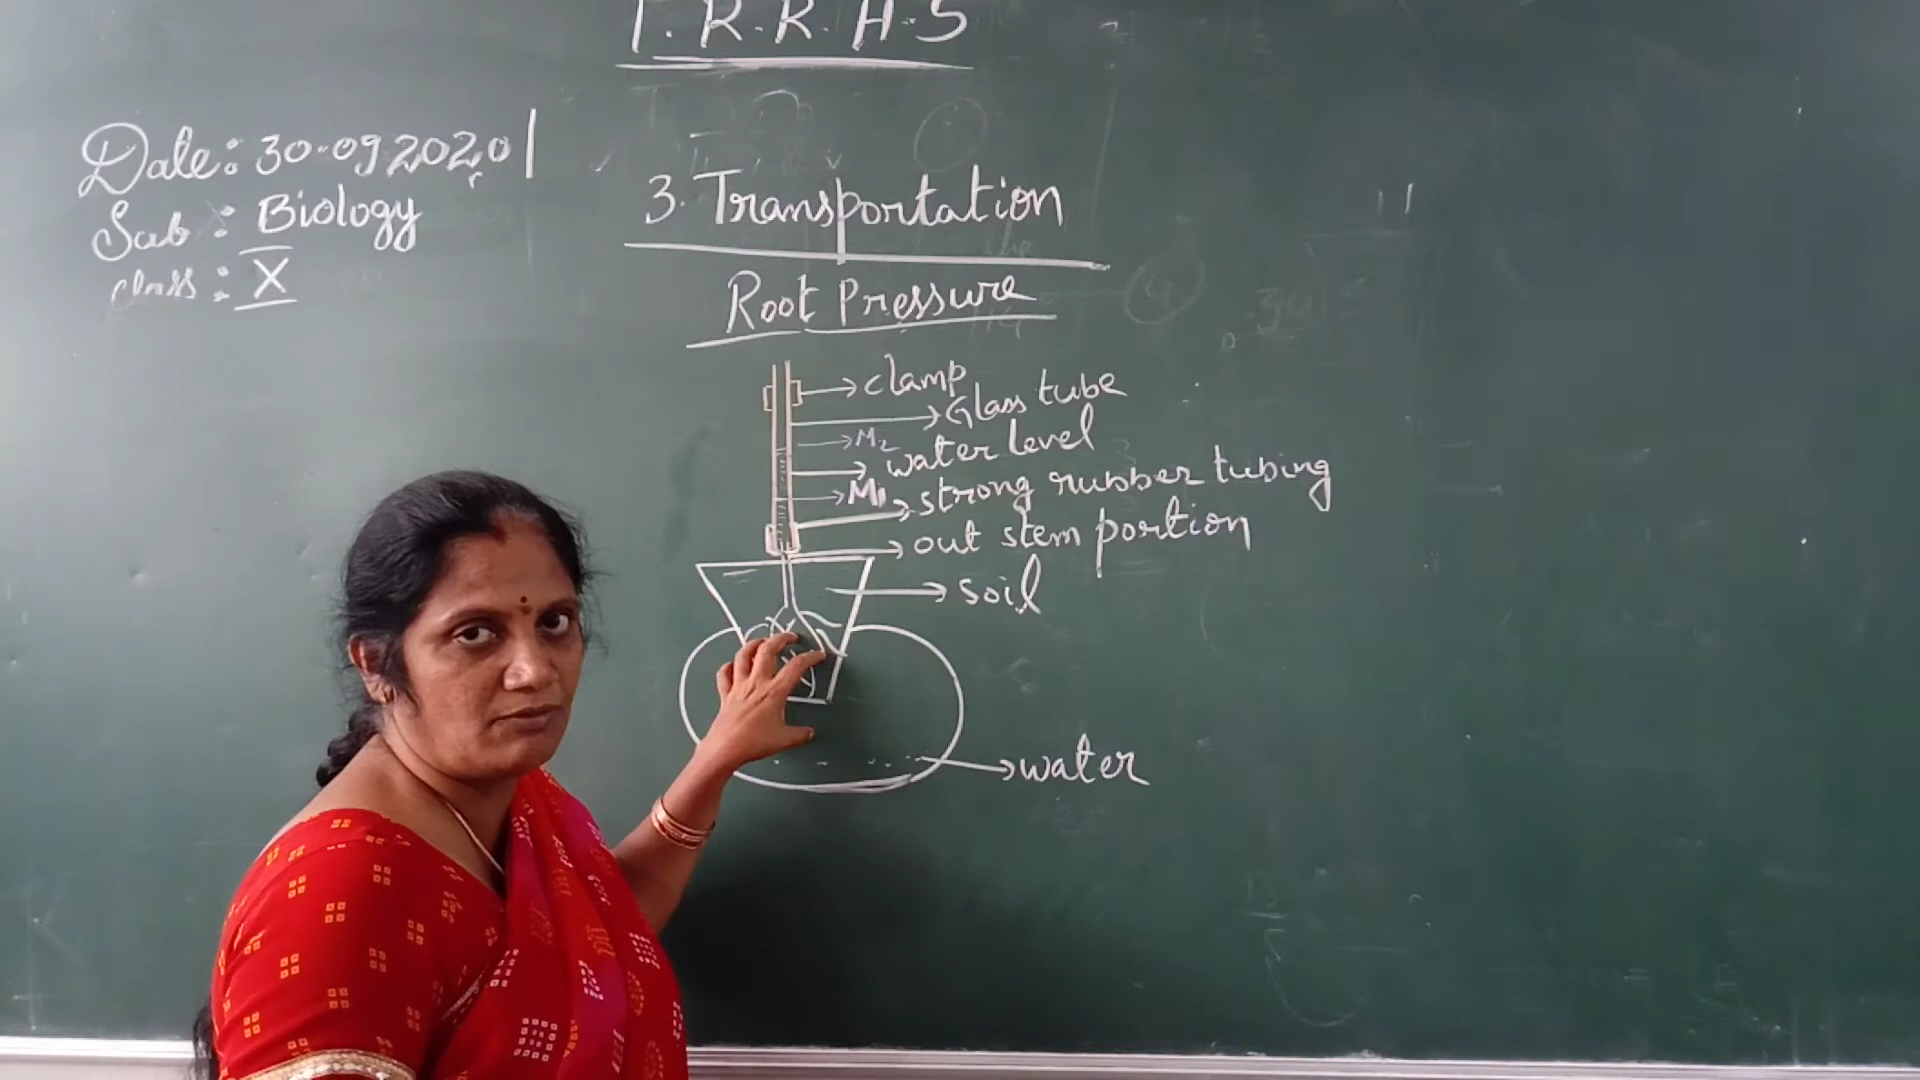 T.R.R.H.S
Date: 30-09 2020
Sub: Biology
class: X
3. Transportation
Root Pressure
clamp
Glass tube
M2
water level
M1
strong rubber tubing
out stem portion
soil
water